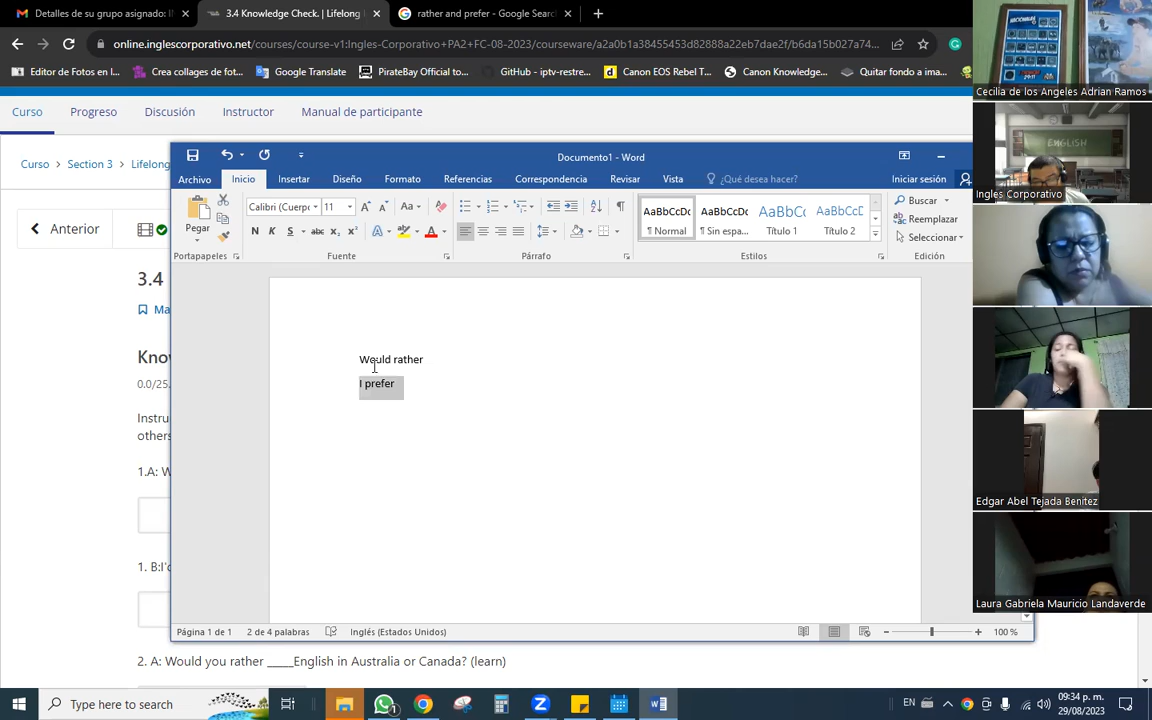 Detalles de su grupo asignado: I
3.4 Knowledge Check. | Lifelong
rather and prefer - Google Sear
online.inglescorporativo.net/courses/course-v1:Ingles-Corporativo+PA2+FC-08-2023/courseware/a2a0b1a38455453d82888a22eb7dae2f/b6da15b027a74...
Editor de Fotos en l...
Crea collages de fot...
Google Translate
PirateBay Official to...
GitHub - iptv-restre...
Canon EOS Rebel T...
Canon Knowledge...
Quitar fondo a ima...
Curso
Progreso
Discusión
Instructor
Manual de participante
Curso
Section 3
Lifelong
Anterior
3.4
Ma
Know
0.0/25.
Instru
others
1.A: W
1. B:I'd
2. A: Would you rather _____English in Australia or Canada? (learn)
Documento1 - Word
Archivo
Inicio
Insertar
Diseño
Formato
Referencias
Correspondencia
Revisar
Vista
¿Qué desea hacer?
Iniciar sesión
Pegar
Portapapeles
Calibri (Cuerpo
11
Fuente
Párrafo
AaBbCcDc
¶ Normal
AaBbCcDc
¶ Sin espa...
AaBbCc
Título 1
AaBbCcD
Título 2
Estilos
Buscar
Reemplazar
Seleccionar
Edición
Would rather
I prefer
Página 1 de 1
2 de 4 palabras
Inglés (Estados Unidos)
100 %
Cecilia de los Angeles Adrian Ramos
ENGLISH
Ingles Corporativo
Edgar Abel Tejada Benitez
Laura Gabriela Mauricio Landaverde
Type here to search
EN
09:34 p. m.
29/08/2023